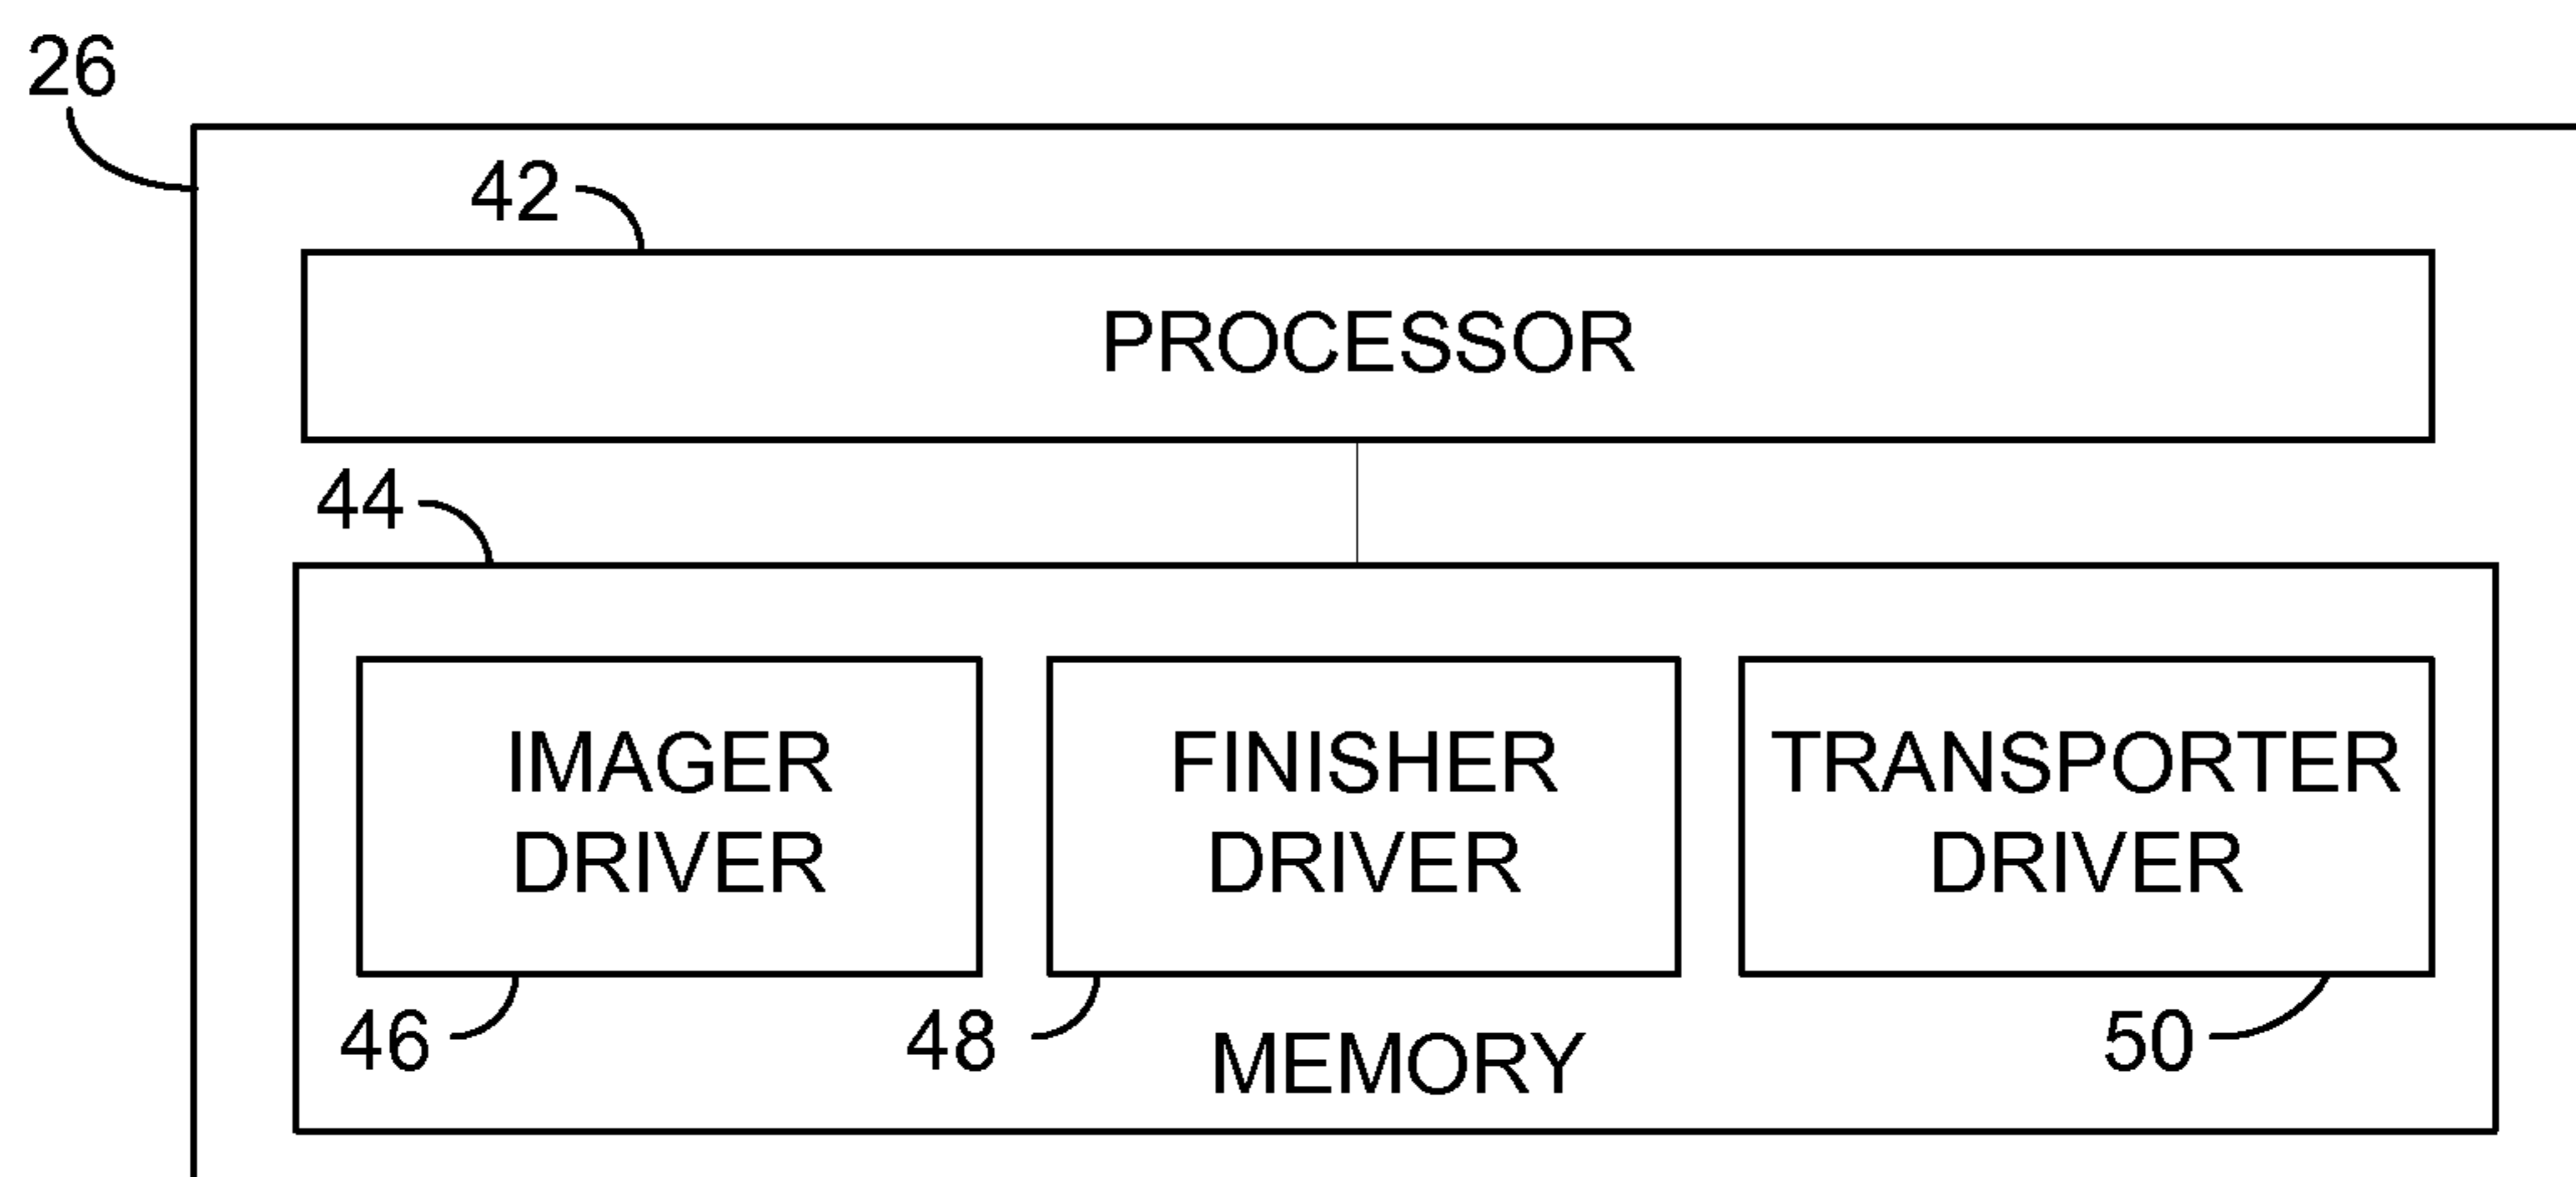 26
42
PROCESSOR
44
IMAGER
DRIVER
FINISHER
DRIVER
TRANSPORTER
DRIVER
46
48
50
MEMORY